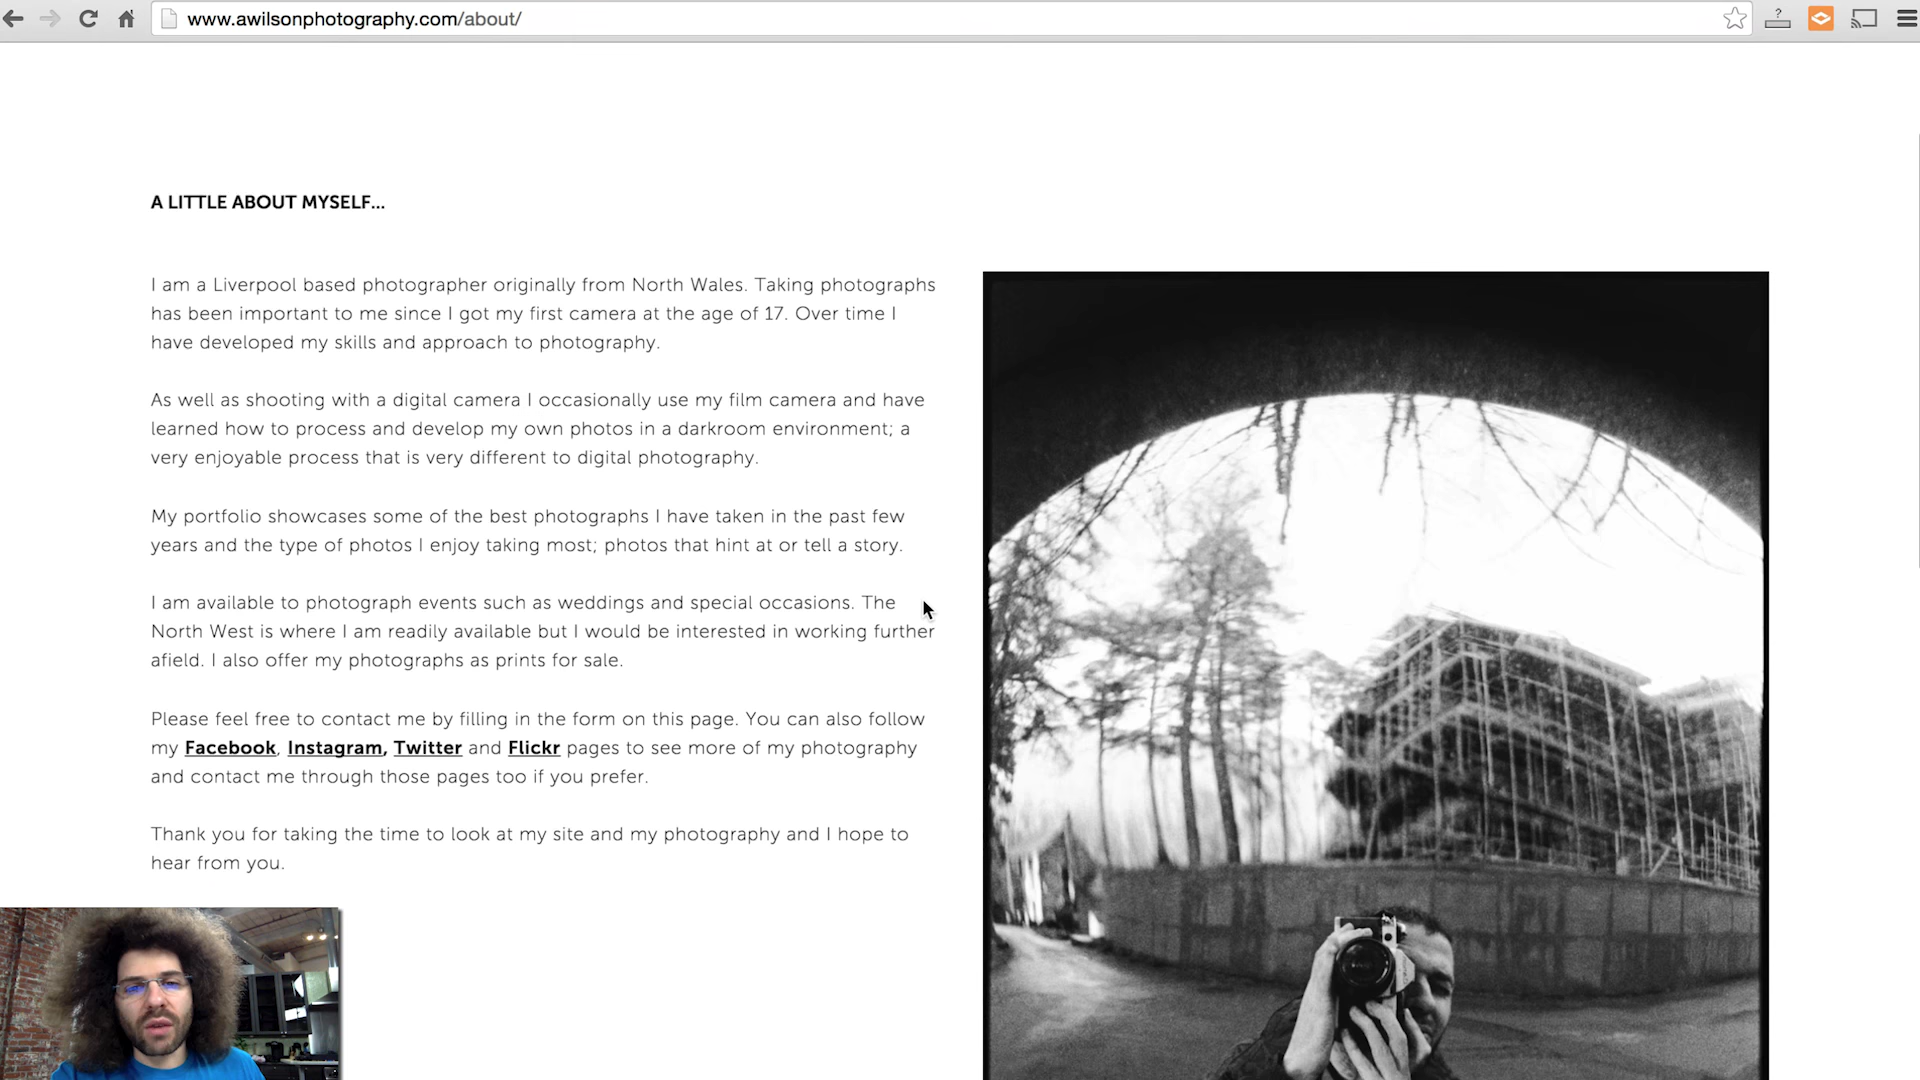 www.awilsonphotography.com/about/
A LITTLE ABOUT MYSELF...
I am a Liverpool based photographer originally from North Wales. Taking photographs
has been important to me since I got my first camera at the age of 17. Over time I
have developed my skills and approach to photography.
As well as shooting with a digital camera I occasionally use my film camera and have
learned how to process and develop my own photos in a darkroom environment; a
very enjoyable process that is very different to digital photography.
My portfolio showcases some of the best photographs I have taken in the past few
years and the type of photos I enjoy taking most; photos that hint at or tell a story.
I am available to photograph events such as weddings and special occasions. The
North West is where I am readily available but I would be interested in working further
afield. I also offer my photographs as prints for sale.
Please feel free to contact me by filling in the form on this page. You can also follow
my Facebook, Instagram, Twitter and Flickr pages to see more of my photography
and contact me through those pages too if you prefer.
Thank you for taking the time to look at my site and my photography and I hope to
hear from you.